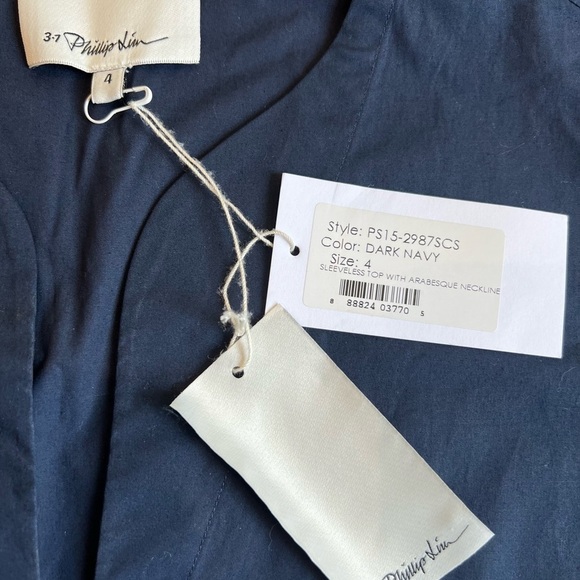 3·1 Phillip Lim
4
Style: PS15-2987SCS
Color: DARK NAVY
Size: 4
SLEEVELESS TOP WITH ARABESQUE NECKLINE
8 88824 03770 5
Phillip Lim